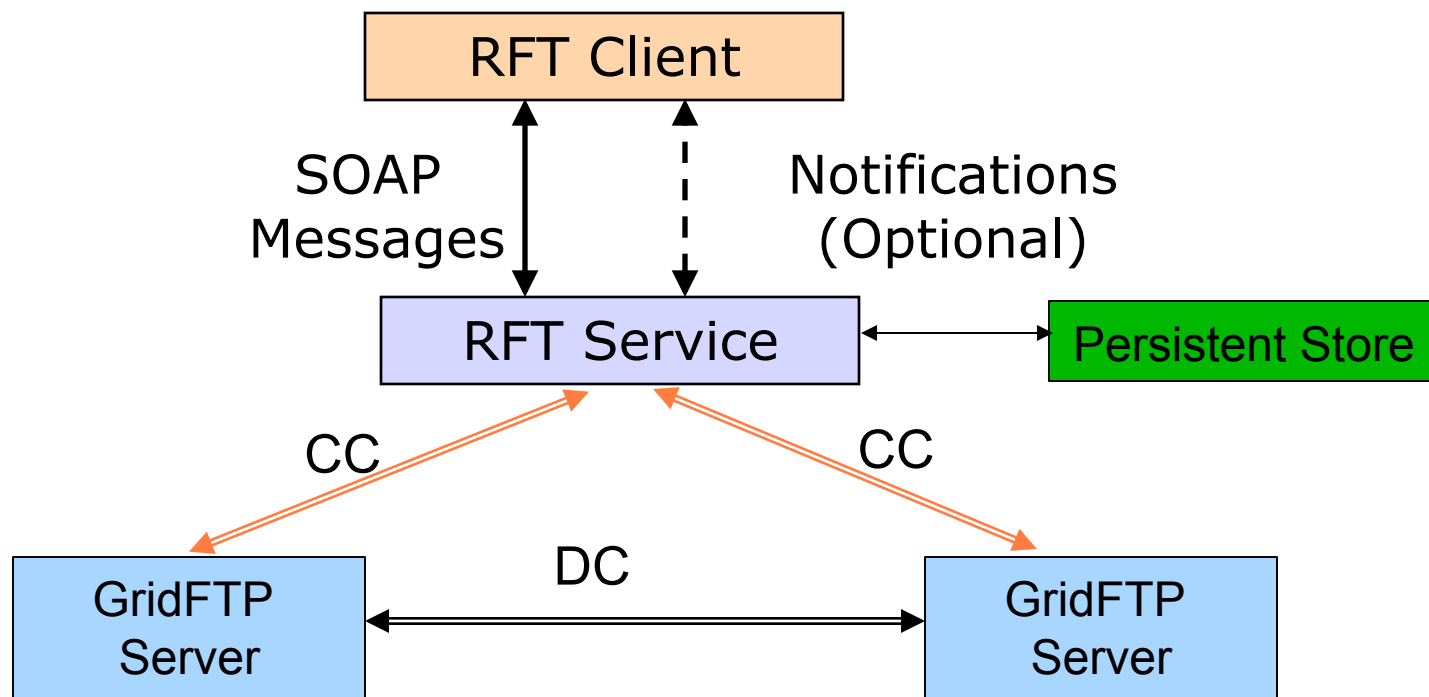 RFT Client
SOAP
Messages
Notifications
(Optional)
RFT Service
Persistent Store
CC
CC
DC
GridFTP
Server
GridFTP
Server